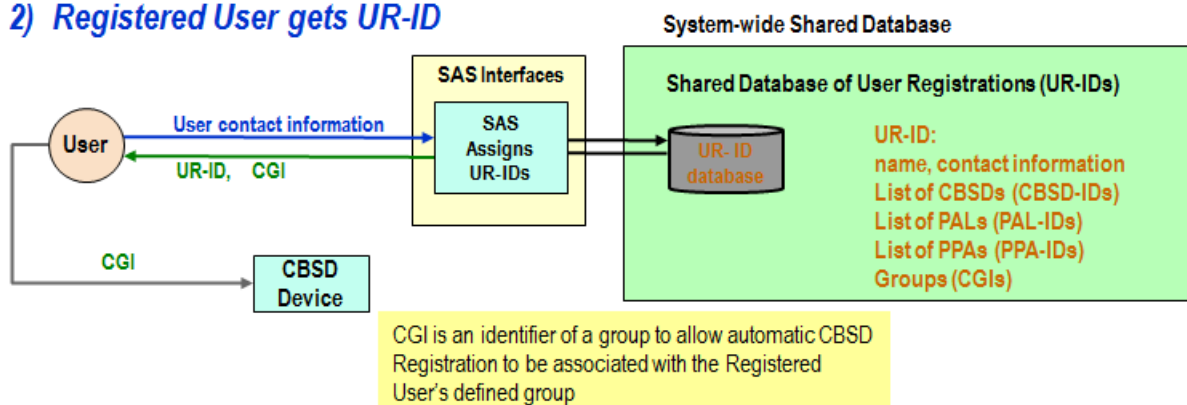 2) Registered User gets UR-ID
System-wide Shared Database
SAS Interfaces
Shared Database of User Registrations (UR-IDs)
User
User contact information
UR-ID, CGI
SAS
Assigns
UR-IDs
UR- ID
database
UR-ID:
name, contact information
List of CBSDs (CBSD-IDs)
List of PALs (PAL-IDs)
List of PPAs (PPA-IDs)
Groups (CGIs)
CGI
CBSD
Device
CGI is an identifier of a group to allow automatic CBSD
Registration to be associated with the Registered
User's defined group